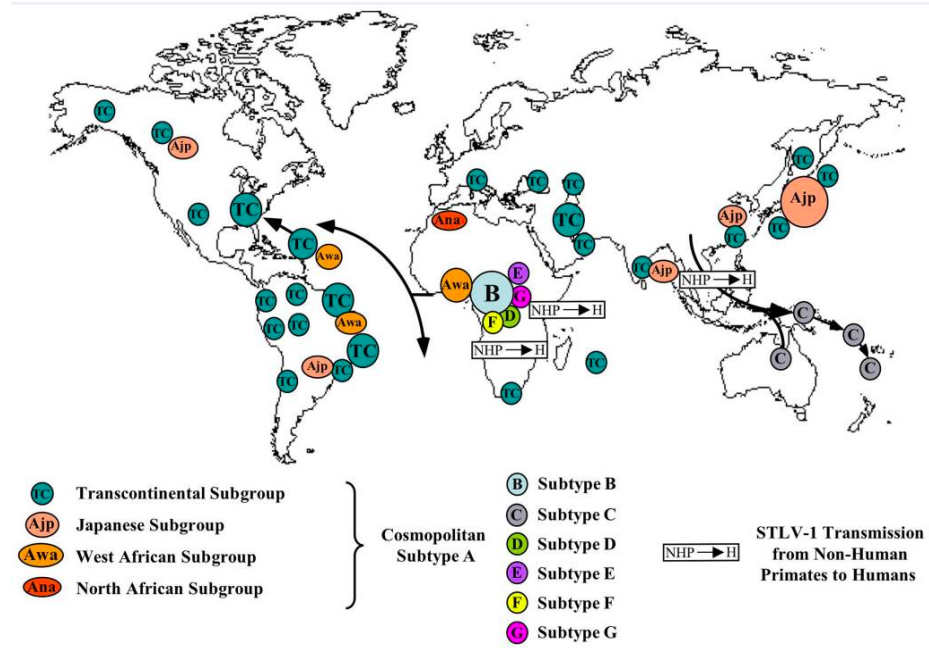 TC
TC
Ajp
TC
TC
TC
Awa
TC
TC
TC
TC
TC
Awa
TC
Ajp
TC
TC
TC
TC
TC
TC
TC
Ana
Awa
B
E
G
D
F
NHP → H
NHP → H
TC
TC
TC
TC
Ajp
TC
Ajp
TC
TC
Ajp
NHP → H
C
C
C
C
TC Transcontinental Subgroup
Ajp Japanese Subgroup
Awa West African Subgroup
Ana North African Subgroup
Cosmopolitan
Subtype A
B Subtype B
C Subtype C
D Subtype D
E Subtype E
F Subtype F
G Subtype G
NHP → H
STLV-1 Transmission
from Non-Human
Primates to Humans